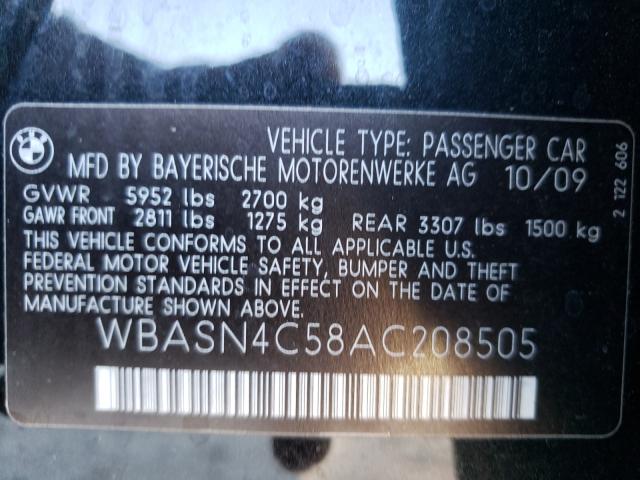 BMW
VEHICLE TYPE: PASSENGER CAR
MFD BY BAYERISCHE MOTORENWERKE AG 10/09
GVWR 5952 lbs 2700 kg
GAWR FRONT 2811 lbs 1275 kg REAR 3307 lbs 1500 kg
THIS VEHICLE CONFORMS TO ALL APPLICABLE U.S.
FEDERAL MOTOR VEHICLE SAFETY, BUMPER AND THEFT
PREVENTION STANDARDS IN EFFECT ON THE DATE OF
MANUFACTURE SHOWN ABOVE.
WBASN4C58AC208505
2 122 606